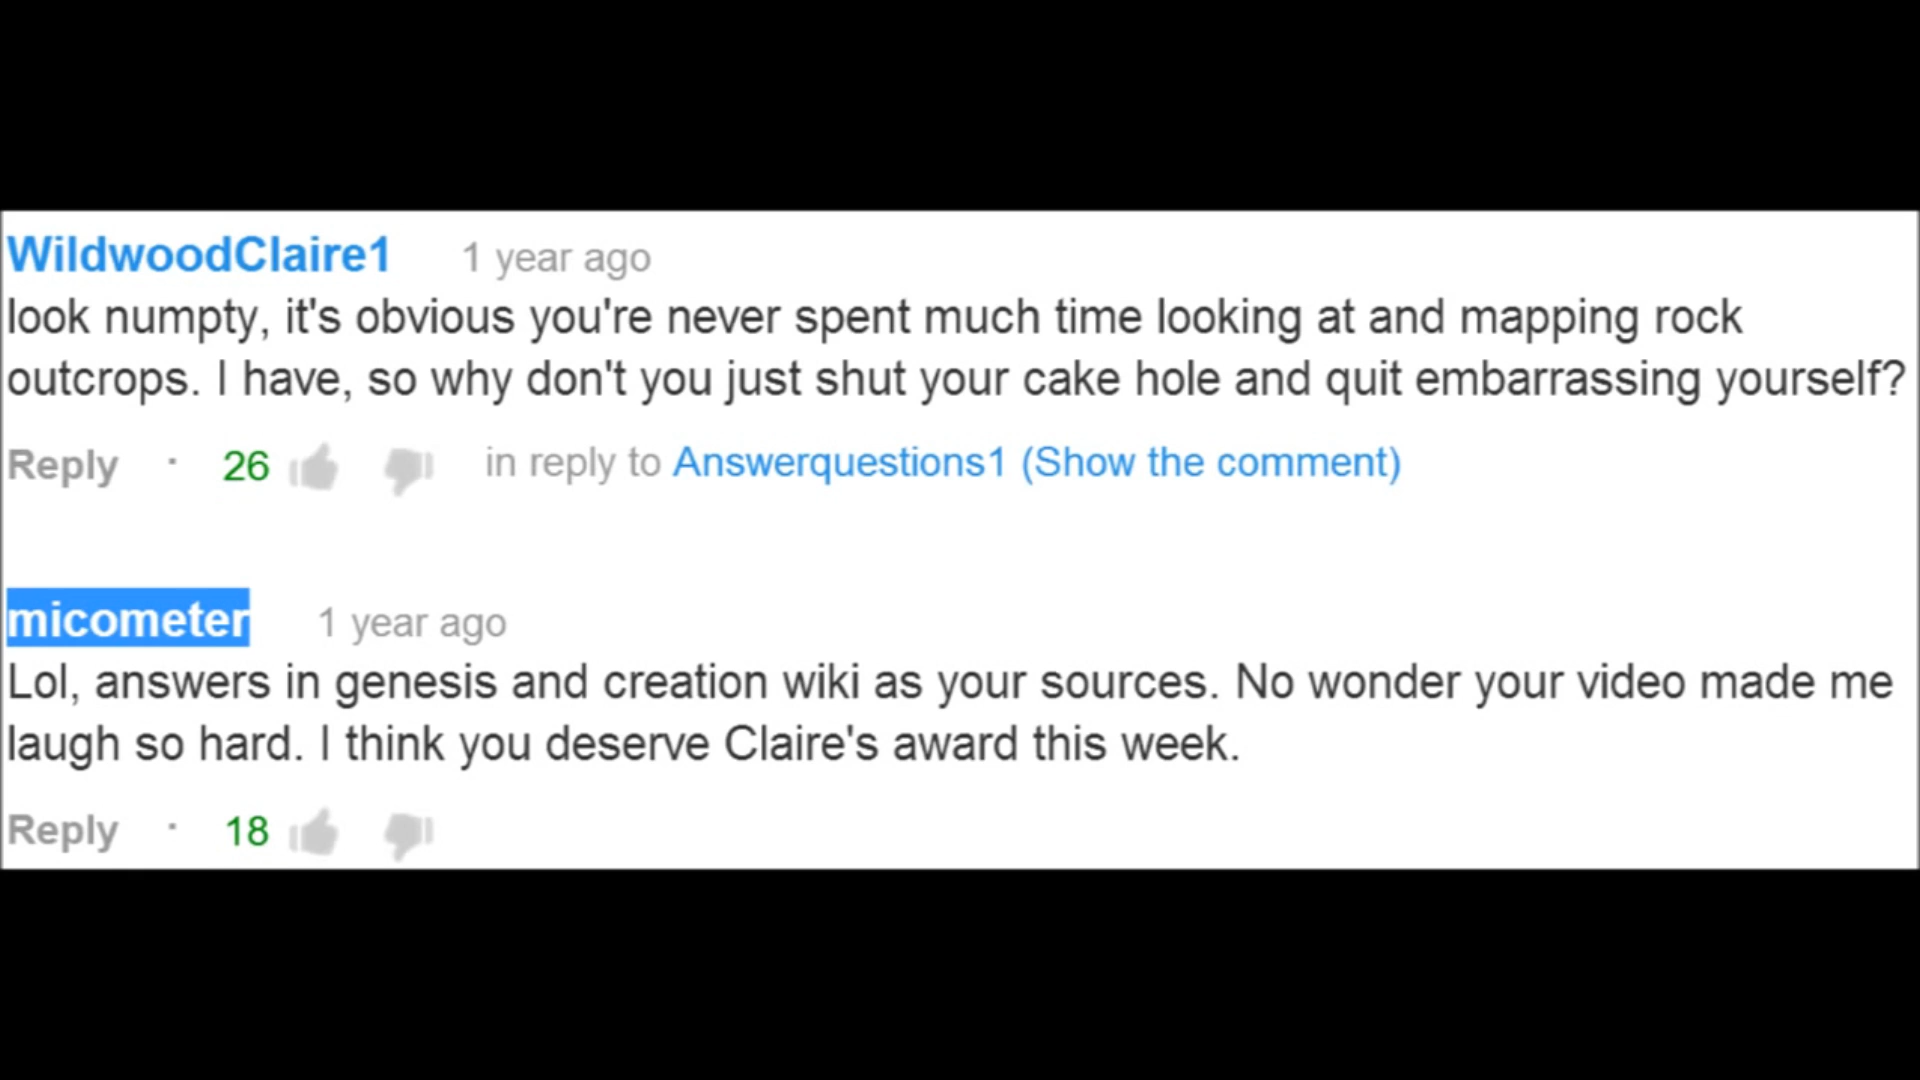 WildwoodClaire1 1 year ago
look numpty, it's obvious you're never spent much time looking at and mapping rock
outcrops. I have, so why don't you just shut your cake hole and quit embarrassing yourself?
Reply · 26 in reply to Answerquestions1 (Show the comment)
micometer 1 year ago
Lol, answers in genesis and creation wiki as your sources. No wonder your video made me
laugh so hard. I think you deserve Claire's award this week.
Reply · 18